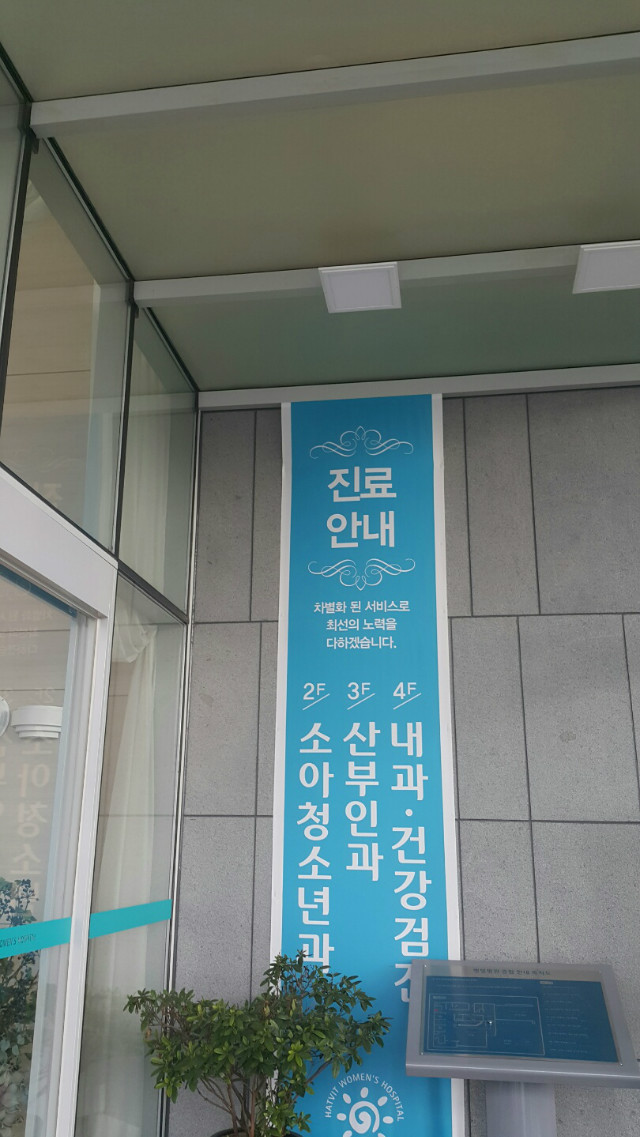 진료
안내
차별화 된 서비스로
최선의 노력을
다하겠습니다.
2F
소아청소년과
3F
산부인과
4F
내과·건강검진
HATVIT WOMEN'S HOSPITAL